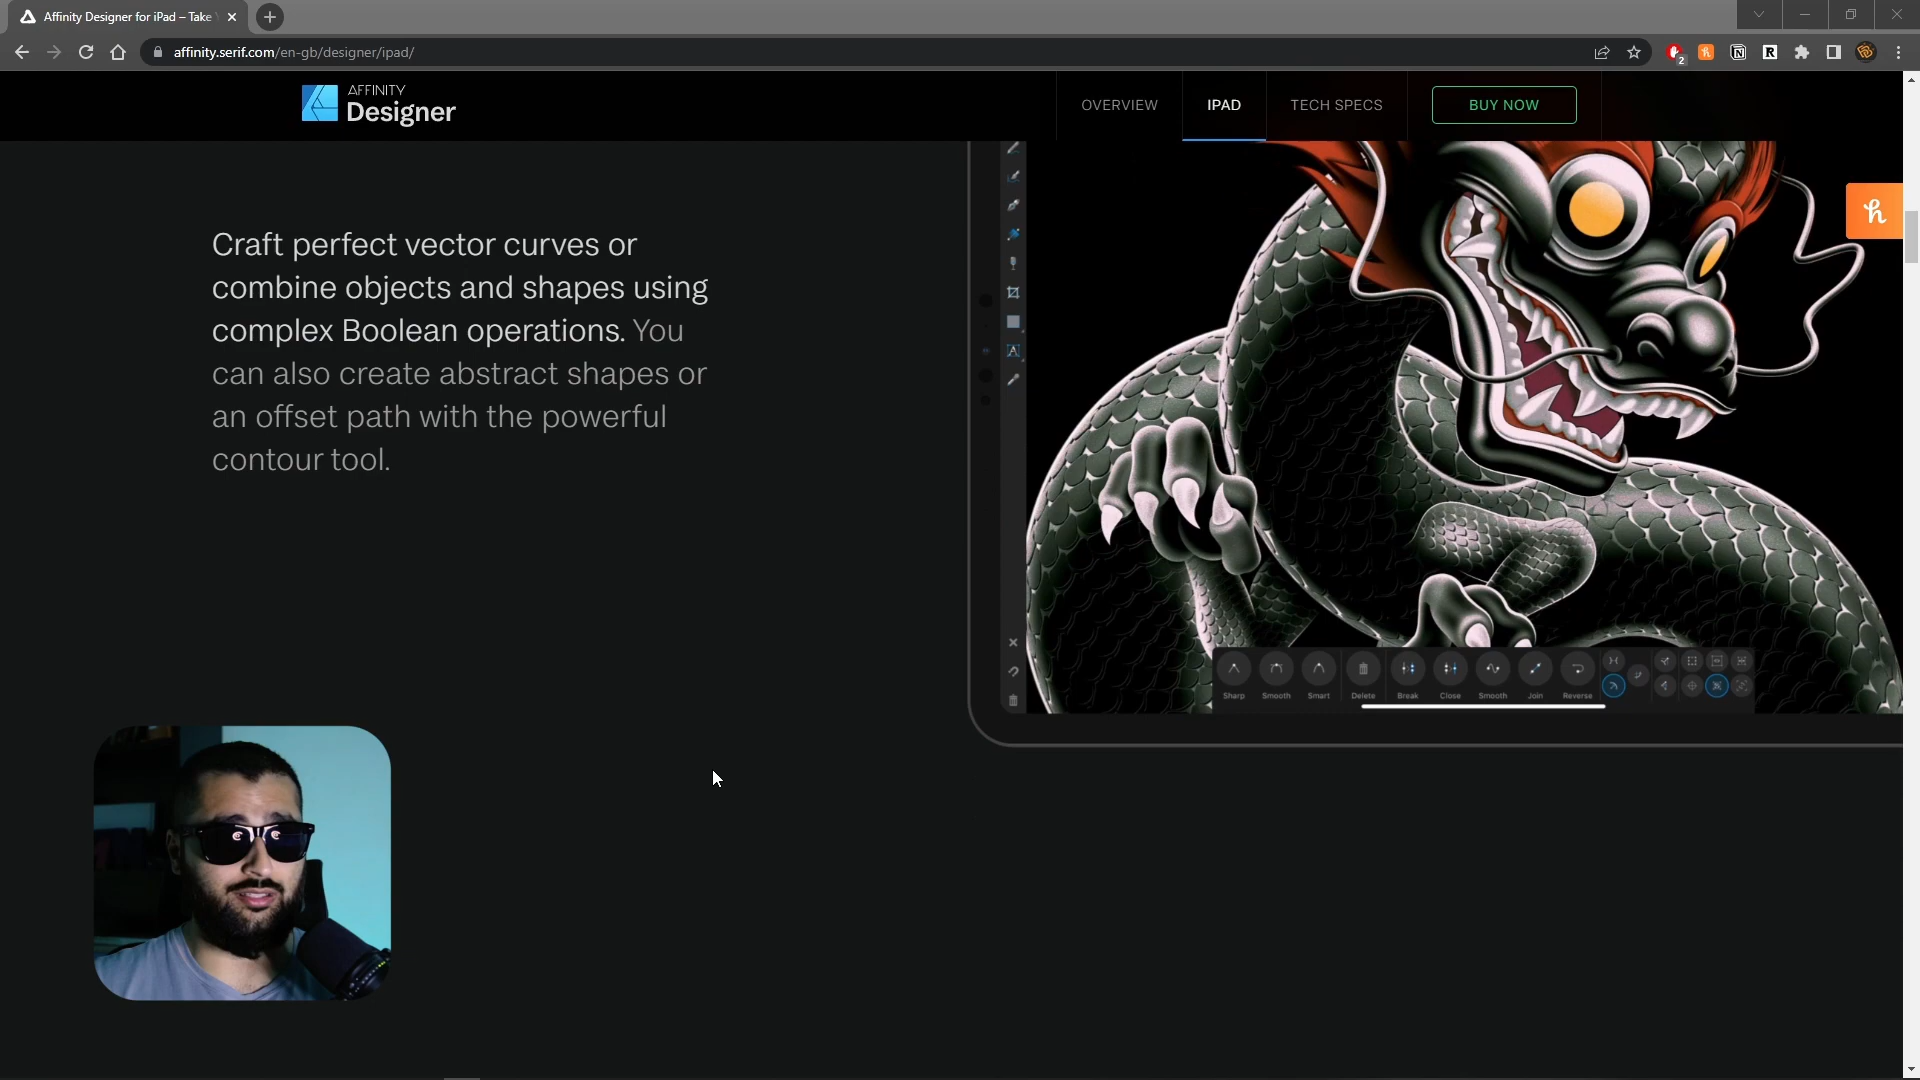 Affinity Designer for iPad – Take
affinity.serif.com/en-gb/designer/ipad/
2
AFFINITY
Designer
OVERVIEW
IPAD
TECH SPECS
BUY NOW
Craft perfect vector curves or
combine objects and shapes using
complex Boolean operations. You
can also create abstract shapes or
an offset path with the powerful
contour tool.
Sharp
Smooth
Smart
Delete
Break
Close
Smooth
Join
Reverse